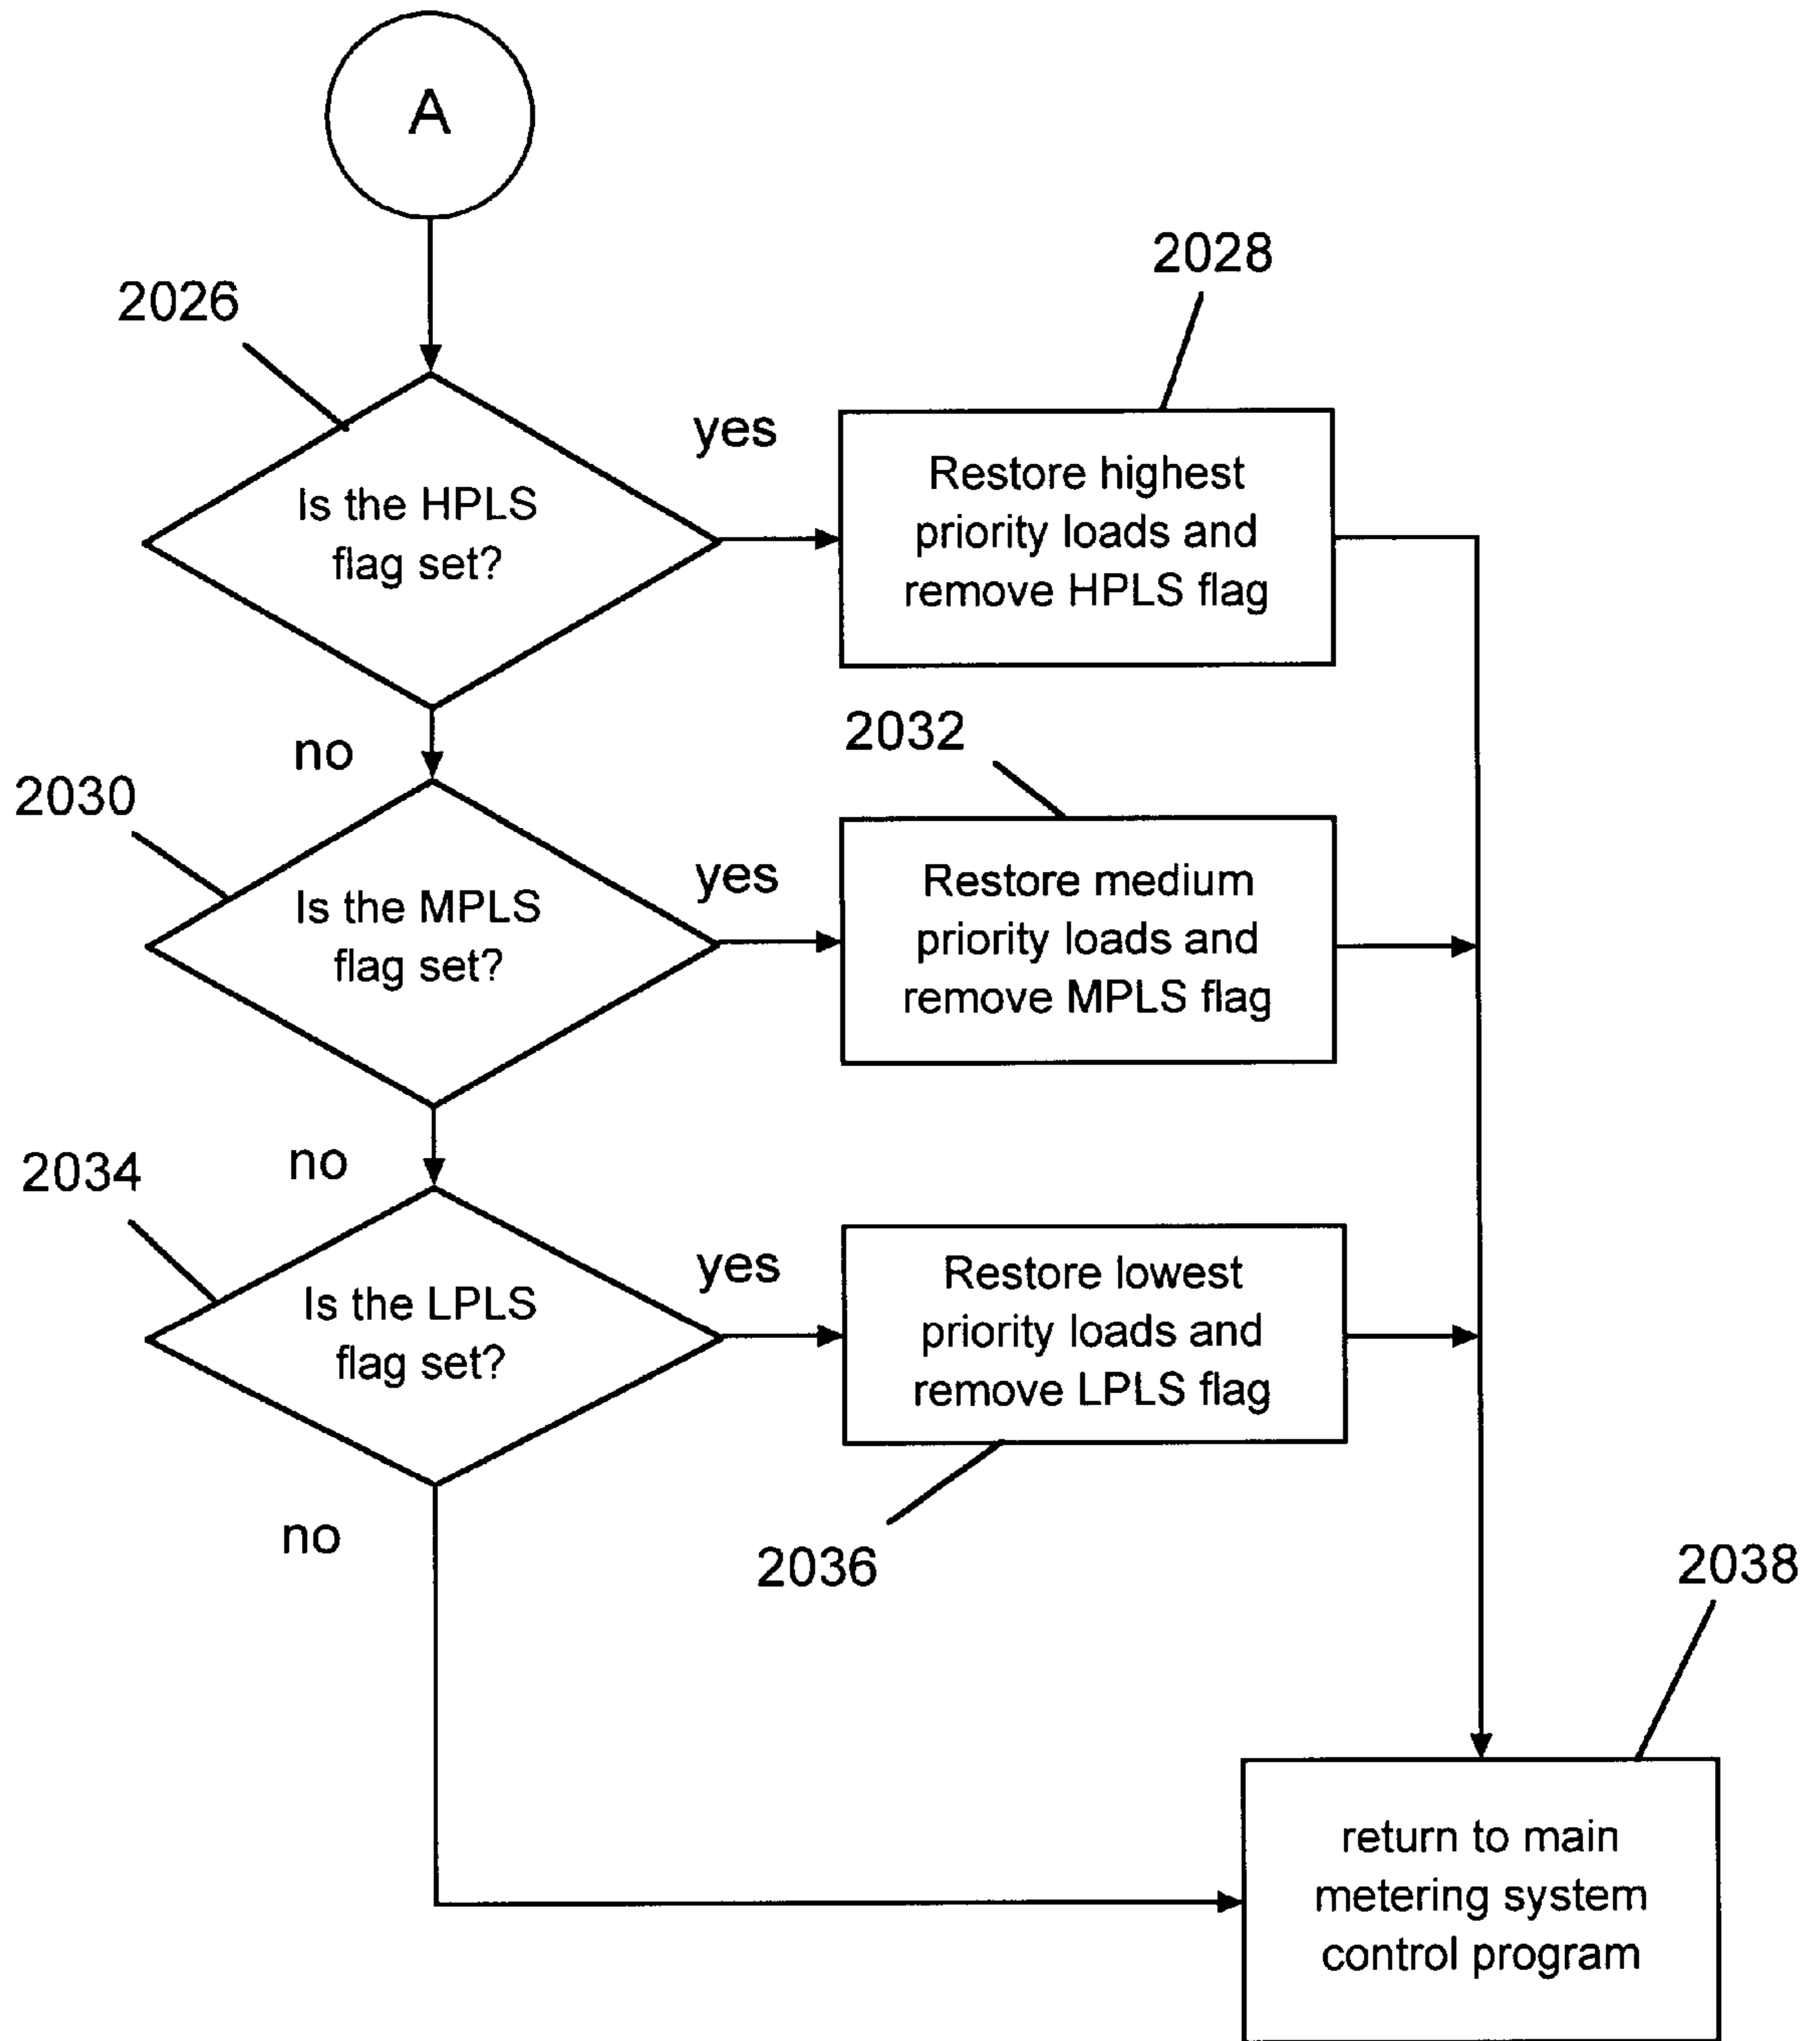 A
2026
2028
yes
Is the HPLS
flag set?
Restore highest
priority loads and
remove HPLS flag
no
2030
2032
yes
Is the MPLS
flag set?
Restore medium
priority loads and
remove MPLS flag
no
2034
yes
Is the LPLS
flag set?
Restore lowest
priority loads and
remove LPLS flag
no
2036
2038
return to main
metering system
control program